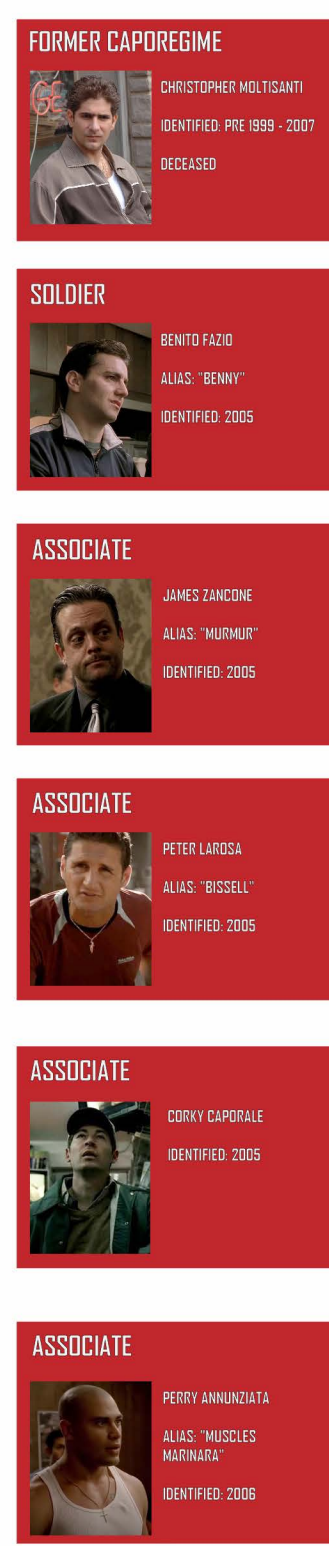 FORMER CAPOREGIME
CHRISTOPHER MOLTISANTI
IDENTIFIED: PRE 1999 - 2007
DECEASED
SOLDIER
BENITO FAZIO
ALIAS: "BENNY"
IDENTIFIED: 2005
ASSOCIATE
JAMES ZANCONE
ALIAS: "MURMUR"
IDENTIFIED: 2005
ASSOCIATE
PETER LAROSA
ALIAS: "BISSELL"
IDENTIFIED: 2005
ASSOCIATE
CORKY CAPORALE
IDENTIFIED: 2005
ASSOCIATE
PERRY ANNUNZIATA
ALIAS: "MUSCLES
MARINARA"
IDENTIFIED: 2006